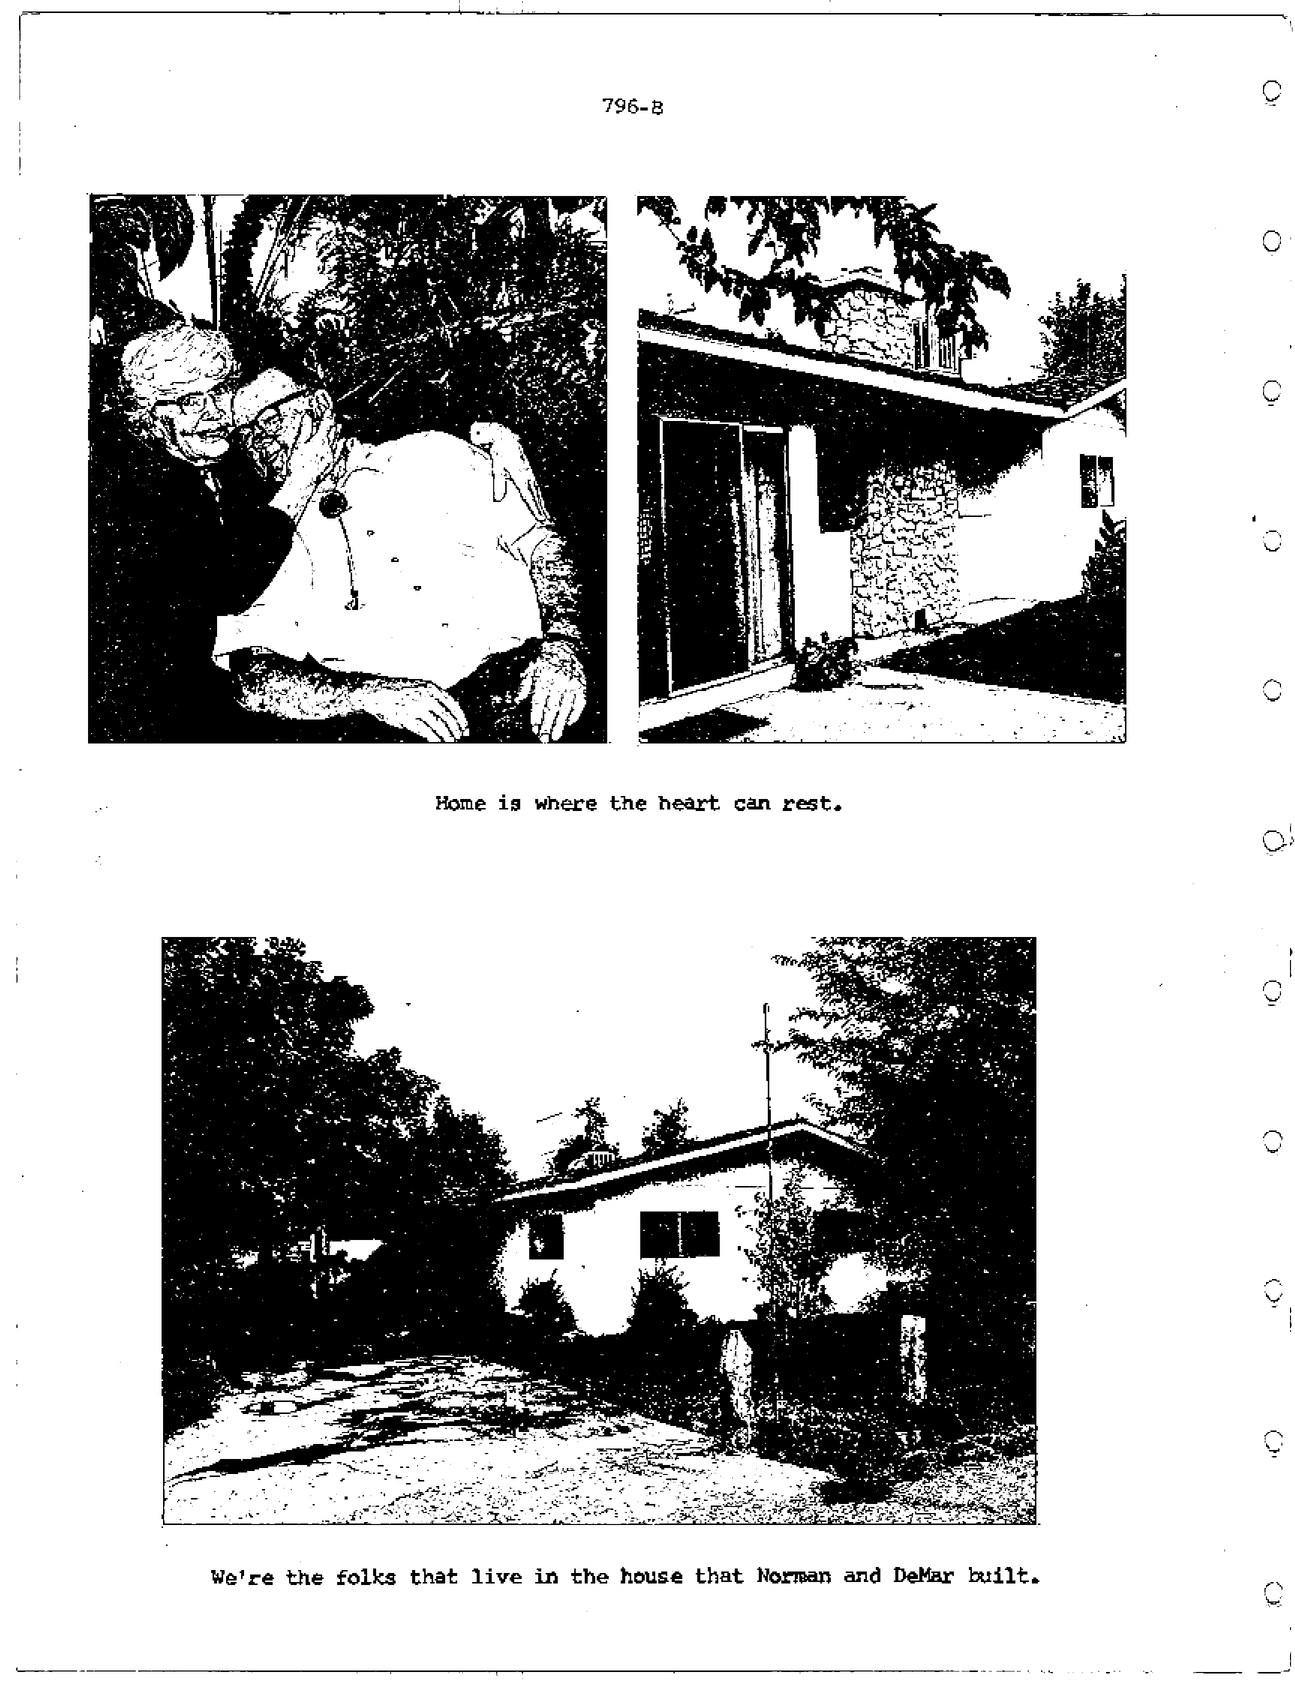 796-B
Home is where the heart can rest.
We're the folks that live in the house that Norman and DeMar built.